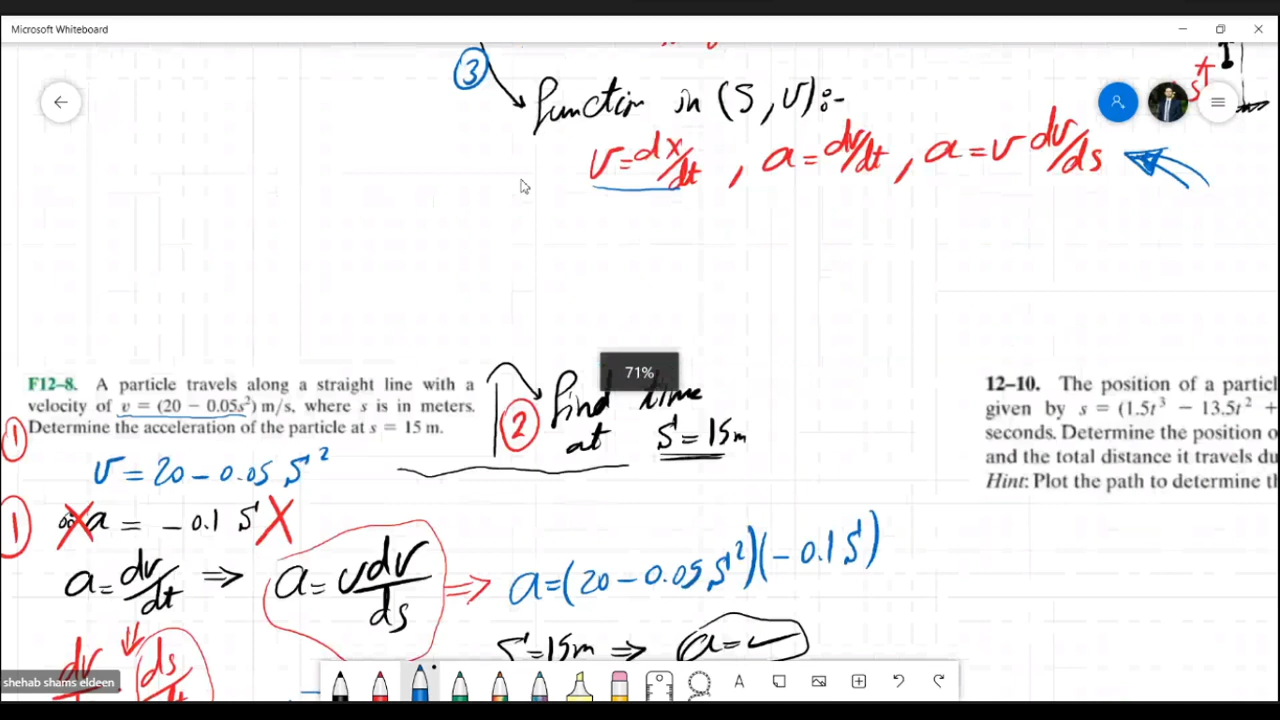 Microsoft Whiteboard
③
function in (S, v):-
v = dx/dt , a = dv/dt , a = v dv/ds
71%
F12–8. A particle travels along a straight line with a
velocity of v = (20 − 0.05s²) m/s, where s is in meters.
Determine the acceleration of the particle at s = 15 m.
②
find time
at S = 15m
12–10. The position of a particl
given by s = (1.5t³ − 13.5t² +
seconds. Determine the position o
and the total distance it travels du
Hint: Plot the path to determine th
①
v = 20 − 0.05 S²
①
a = − 0.1 S
a = dv/dt ⇒ a = v dv/ds ⇒ a = (20 − 0.05 S²)(− 0.1 S)
S = 15m ⇒ a = ✓
dv ds
shehab shams eldeen